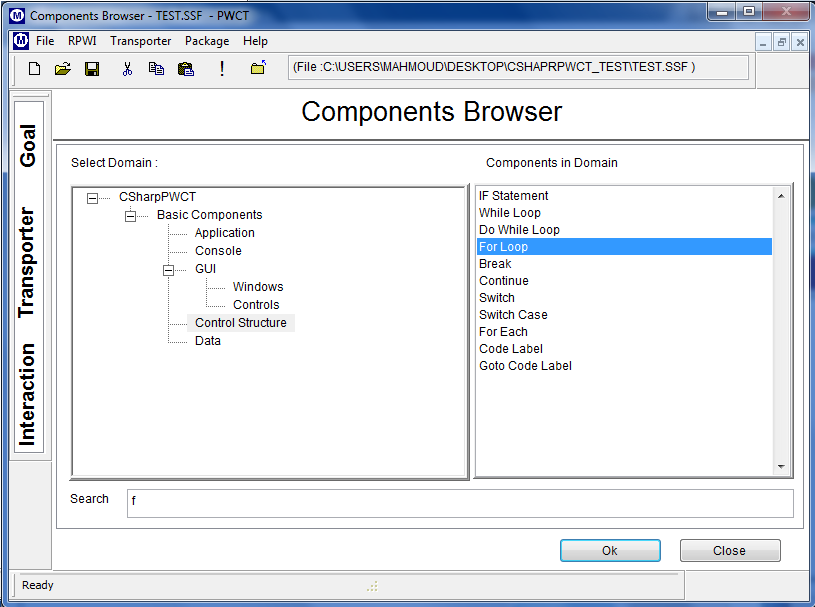 Components Browser - TEST.SSF - PWCT
File RPWI Transporter Package Help
(File :C:\USERS\MAHMOUD\DESKTOP\CSHAPRPWCT_TEST\TEST.SSF )
Components Browser
Goal
Transporter
Interaction
Select Domain :
CSharpPWCT
Basic Components
Application
Console
GUI
Windows
Controls
Control Structure
Data
Components in Domain
IF Statement
While Loop
Do While Loop
For Loop
Break
Continue
Switch
Switch Case
For Each
Code Label
Goto Code Label
Search f
Ok Close
Ready